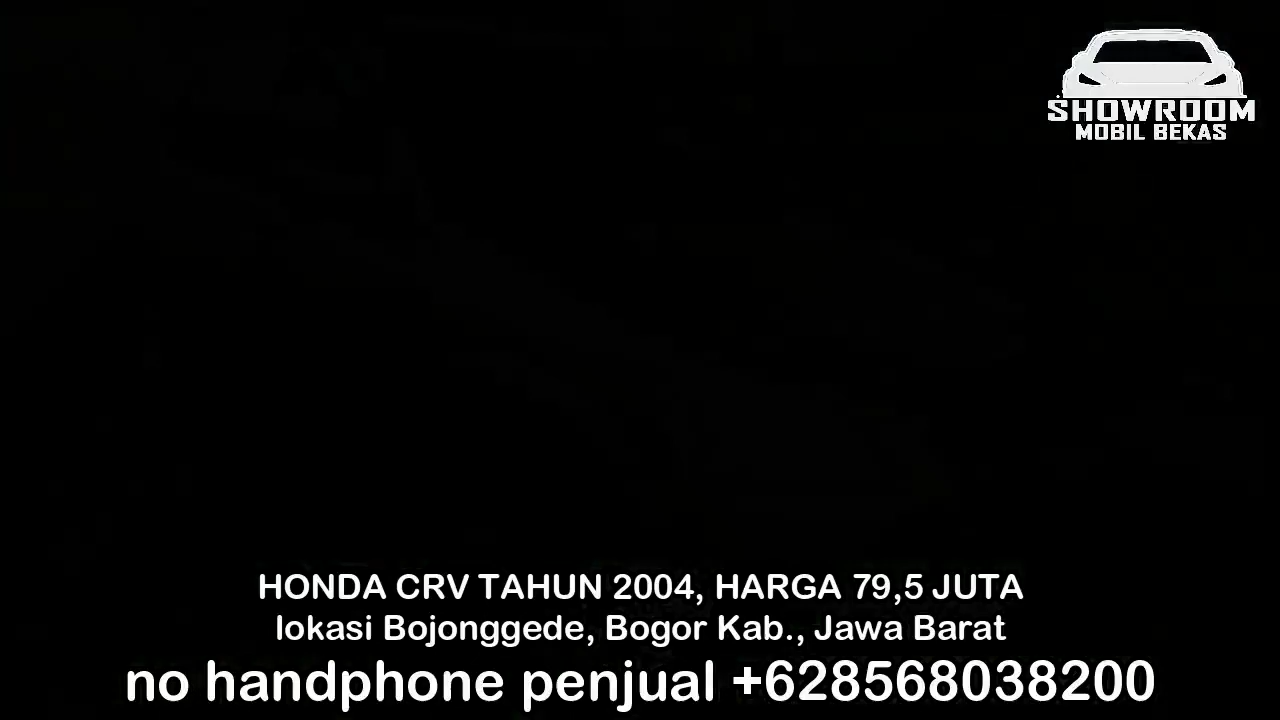 SHOWROOM
MOBIL BEKAS
HONDA CRV TAHUN 2004, HARGA 79,5 JUTA
lokasi Bojonggede, Bogor Kab., Jawa Barat
no handphone penjual +628568038200